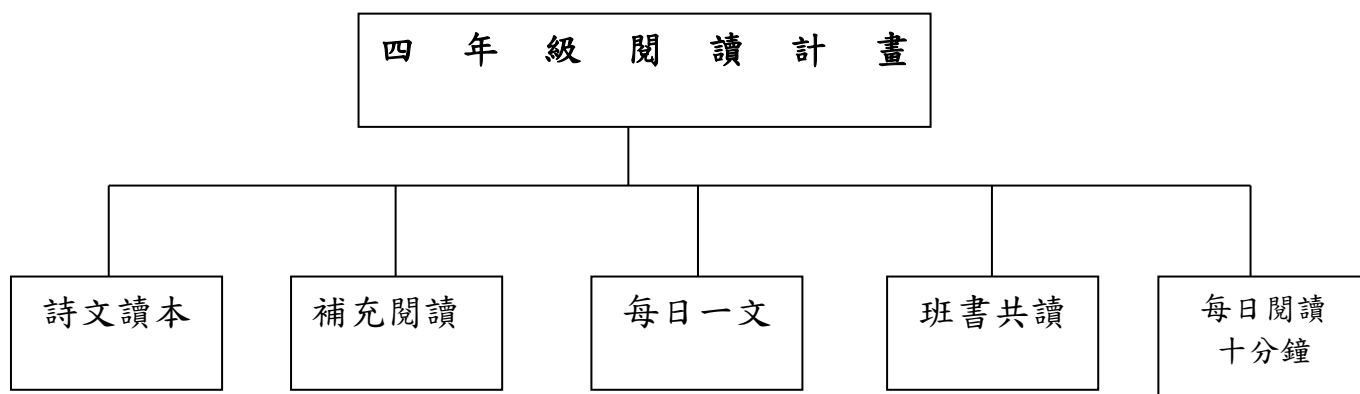 四年級閱讀計畫
詩文讀本
補充閱讀
每日一文
班書共讀
每日閱讀
十分鐘